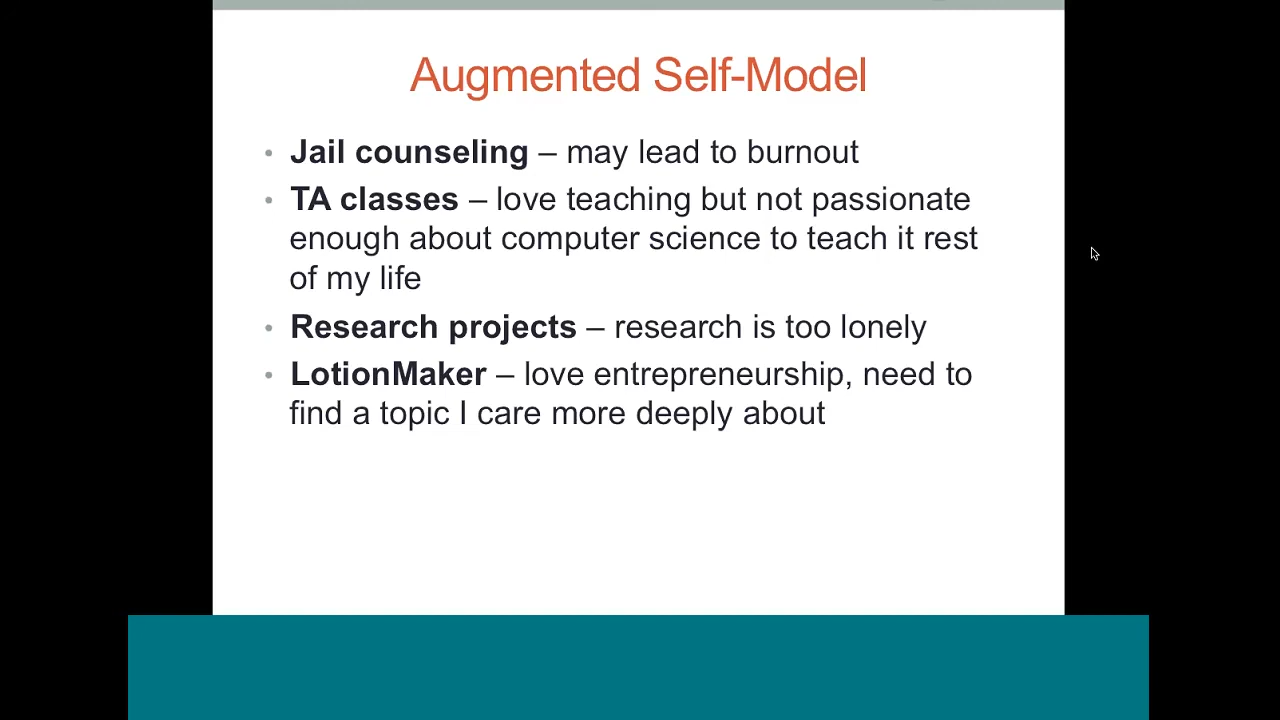 Augmented Self-Model
• Jail counseling – may lead to burnout
• TA classes – love teaching but not passionate
enough about computer science to teach it rest
of my life
• Research projects – research is too lonely
• LotionMaker – love entrepreneurship, need to
find a topic I care more deeply about